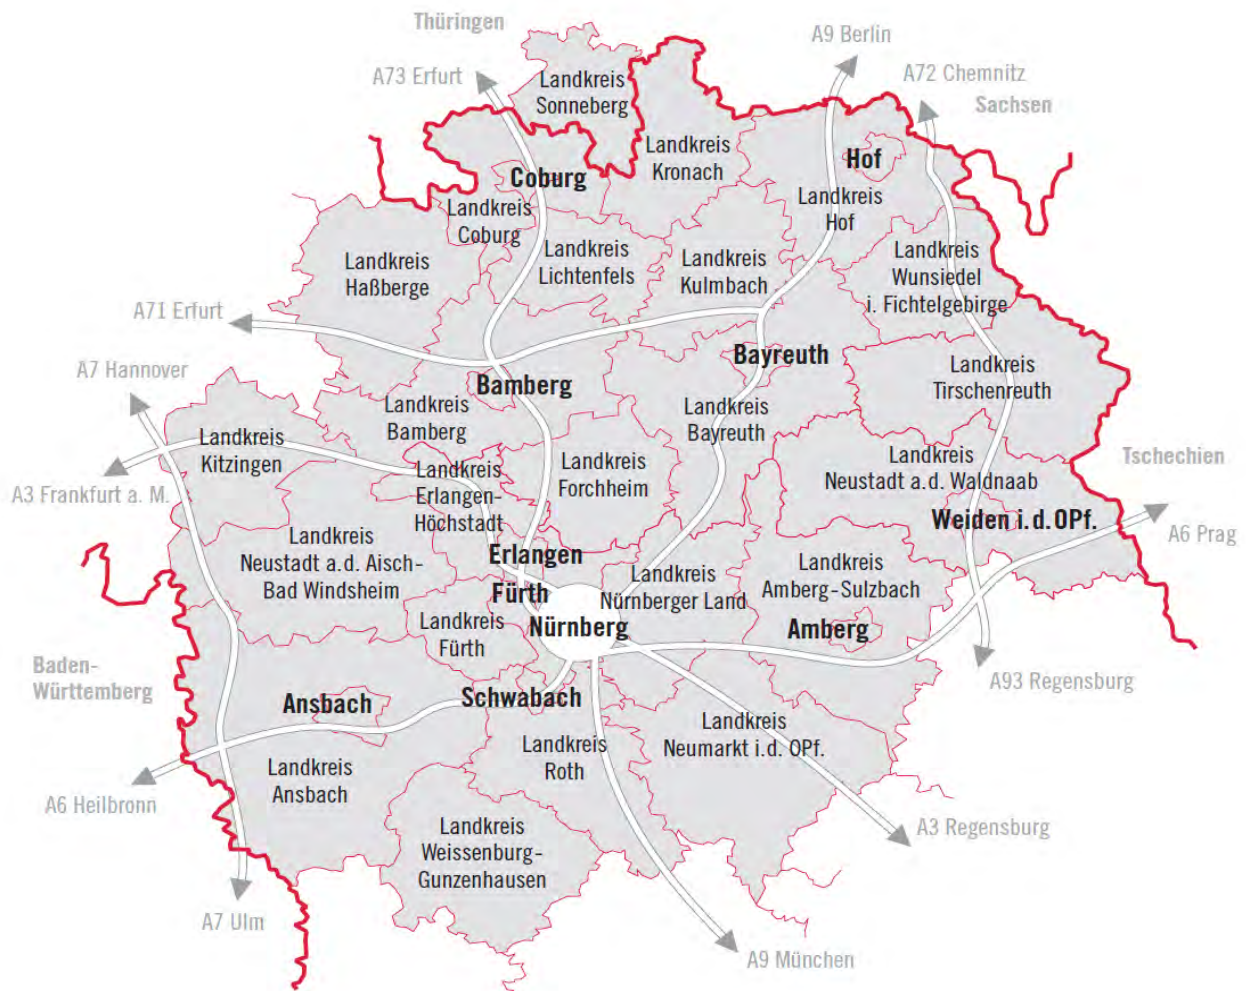 Thüringen
A9 Berlin
A73 Erfurt
A72 Chemnitz
Sachsen
Landkreis
Sonneberg
Landkreis
Kronach
Hof
Coburg
Landkreis
Hof
Landkreis
Coburg
Landkreis
Haßberge
Landkreis
Lichtenfels
Landkreis
Kulmbach
Landkreis
Wunsiedel
i. Fichtelgebirge
A71 Erfurt
A7 Hannover
Bayreuth
Bamberg
Landkreis
Tirschenreuth
Landkreis
Bamberg
Landkreis
Bayreuth
Landkreis
Kitzingen
A3 Frankfurt a. M.
Landkreis
Erlangen-
Höchstadt
Landkreis
Forchheim
Landkreis
Neustadt a.d. Waldnaab
Tschechien
Weiden i.d.OPf.
A6 Prag
Landkreis
Neustadt a.d. Aisch-
Bad Windsheim
Erlangen
Fürth
Nürnberg
Landkreis
Nürnberger Land
Landkreis
Amberg-Sulzbach
Landkreis
Fürth
Amberg
Baden-
Württemberg
A93 Regensburg
Ansbach
Schwabach
Landkreis
Neumarkt i.d. OPf.
Landkreis
Roth
Landkreis
Ansbach
A6 Heilbronn
Landkreis
Weissenburg-
Gunzenhausen
A3 Regensburg
A7 Ulm
A9 München